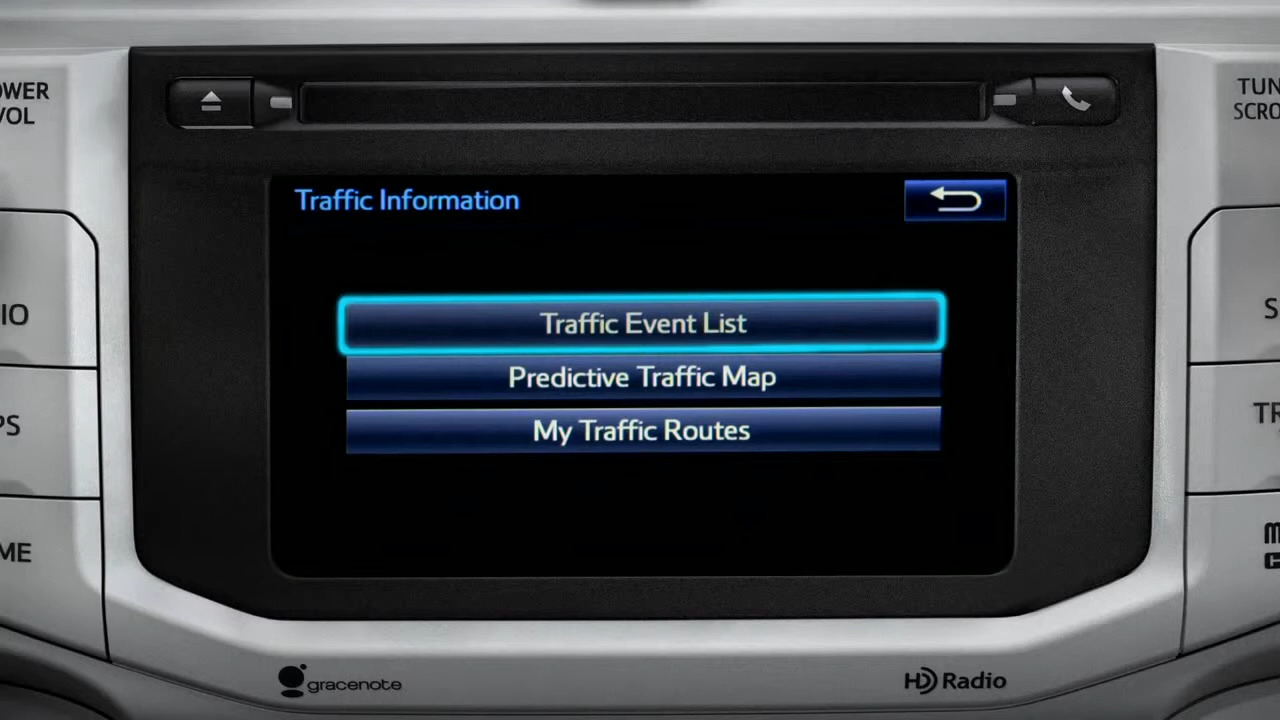 OWER
VOL
TUN
SCRO
Traffic Information
Traffic Event List
Predictive Traffic Map
My Traffic Routes
IO
PS
ME
S
TR
gracenote
HD Radio